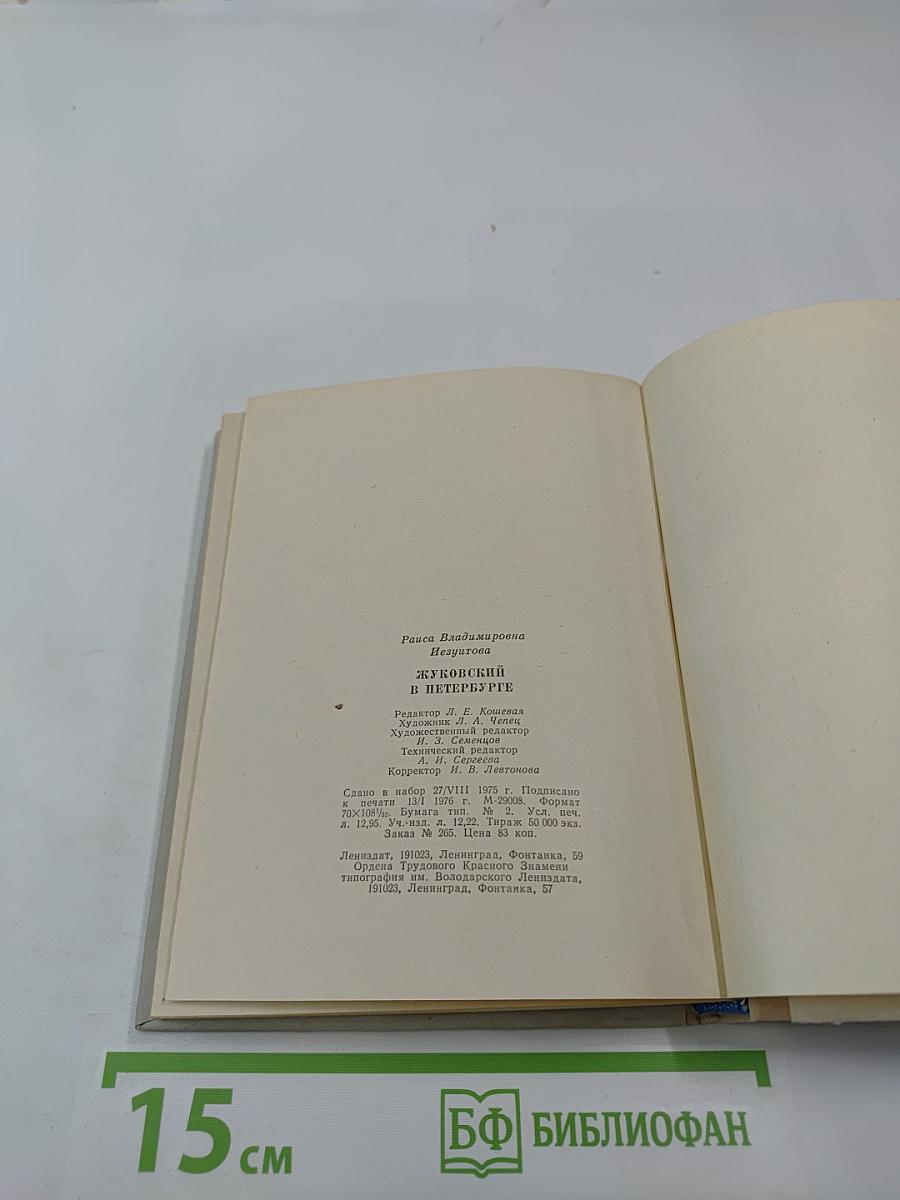 Раиса Владимировна
Иезуитова
ЖУКОВСКИЙ
В ПЕТЕРБУРГЕ
Редактор Л. Е. Кошевая
Художник Л. А. Чепец
Художественный редактор
И. З. Семенцов
Технический редактор
А. И. Сергеева
Корректор И. В. Левтонова
Сдано в набор 27/VIII 1975 г. Подписано
к печати 13/I 1976 г. М-29008. Формат
70×108¹/₃₂. Бумага тип. № 2. Усл. печ.
л. 12,95. Уч.-изд. л. 12,22. Тираж 50 000 экз.
Заказ № 265. Цена 83 коп.
Лениздат, 191023, Ленинград, Фонтанка, 59
Ордена Трудового Красного Знамени
типография им. Володарского Лениздата,
191023, Ленинград, Фонтанка, 57
15 см
БФ БИБЛИОФАН